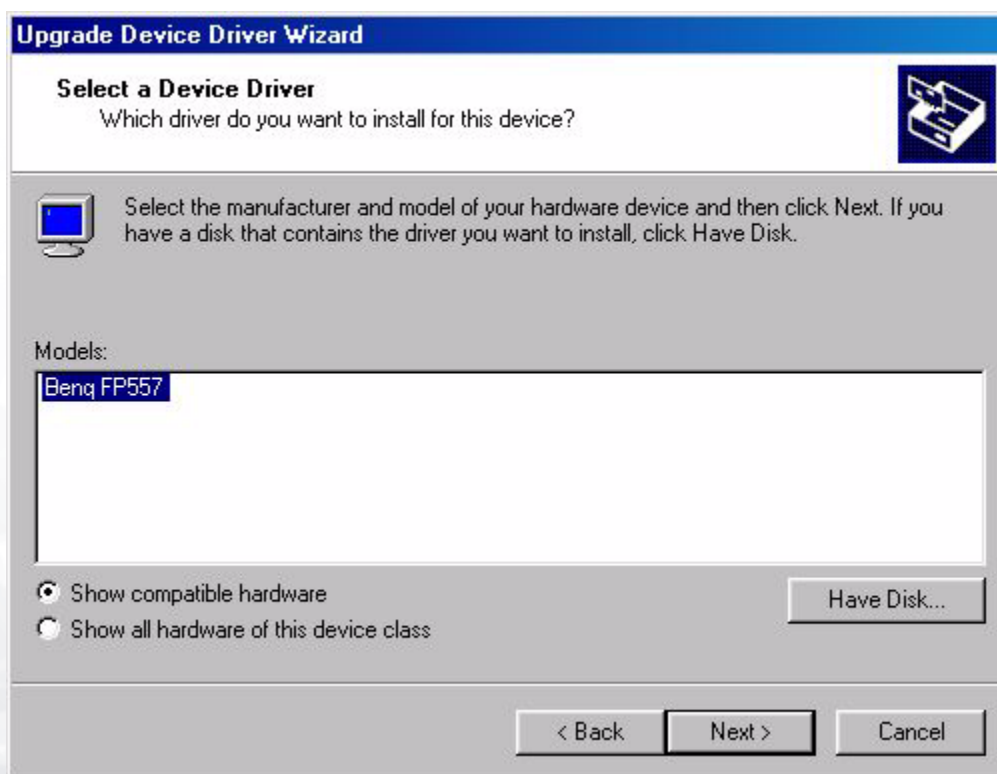 Upgrade Device Driver Wizard
Select a Device Driver
Which driver do you want to install for this device?
Select the manufacturer and model of your hardware device and then click Next. If you
have a disk that contains the driver you want to install, click Have Disk.
Models:
Benq FP557
Show compatible hardware
Have Disk...
Show all hardware of this device class
< Back
Next >
Cancel